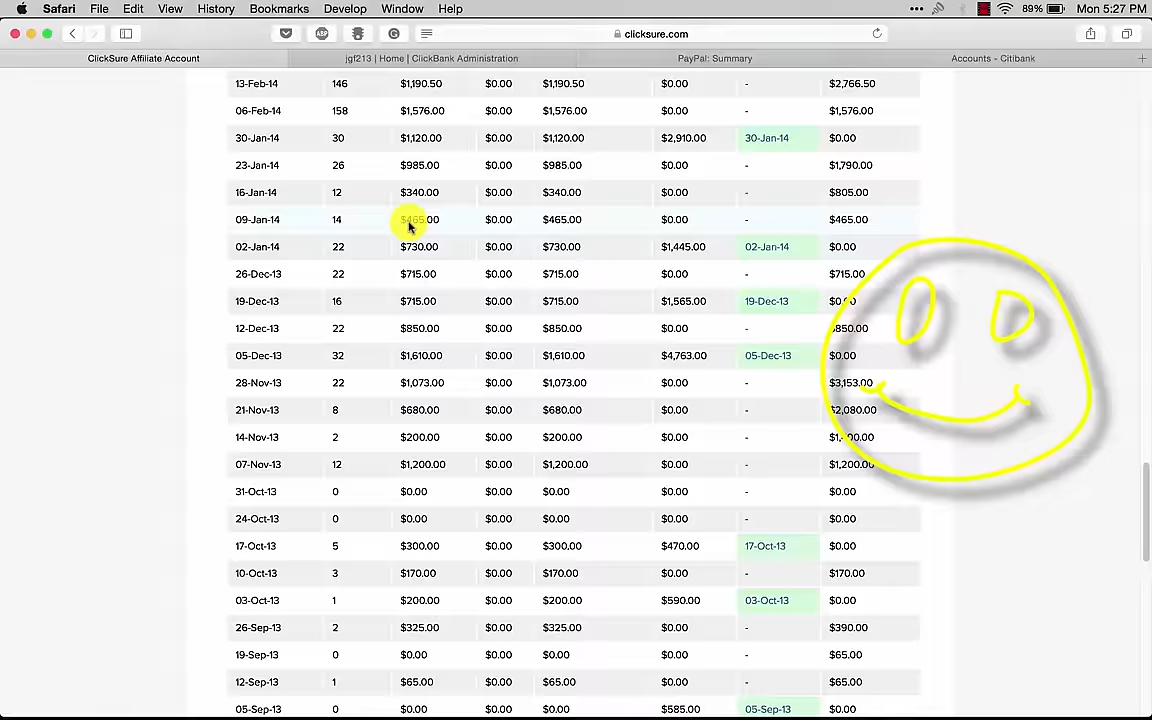 Safari File Edit View History Bookmarks Develop Window Help ••• 89% Mon 5:27 PM
ABP G clicksure.com
ClickSure Affiliate Account jgf213 | Home | ClickBank Administration PayPal: Summary Accounts - Citibank +
13-Feb-14 146 $1,190.50 $0.00 $1,190.50 $0.00 - $2,766.50
06-Feb-14 158 $1,576.00 $0.00 $1,576.00 $0.00 - $1,576.00
30-Jan-14 30 $1,120.00 $0.00 $1,120.00 $2,910.00 30-Jan-14 $0.00
23-Jan-14 26 $985.00 $0.00 $985.00 $0.00 - $1,790.00
16-Jan-14 12 $340.00 $0.00 $340.00 $0.00 - $805.00
09-Jan-14 14 $465.00 $0.00 $465.00 $0.00 - $465.00
02-Jan-14 22 $730.00 $0.00 $730.00 $1,445.00 02-Jan-14 $0.00
26-Dec-13 22 $715.00 $0.00 $715.00 $0.00 - $715.00
19-Dec-13 16 $715.00 $0.00 $715.00 $1,565.00 19-Dec-13 $0.00
12-Dec-13 22 $850.00 $0.00 $850.00 $0.00 - $850.00
05-Dec-13 32 $1,610.00 $0.00 $1,610.00 $4,763.00 05-Dec-13 $0.00
28-Nov-13 22 $1,073.00 $0.00 $1,073.00 $0.00 - $3,153.00
21-Nov-13 8 $680.00 $0.00 $680.00 $0.00 - $2,080.00
14-Nov-13 2 $200.00 $0.00 $200.00 $0.00 -
07-Nov-13 12 $1,200.00 $0.00 $1,200.00 $0.00 - $1,200.00
31-Oct-13 0 $0.00 $0.00 $0.00 $0.00 - $0.00
24-Oct-13 0 $0.00 $0.00 $0.00 $0.00 - $0.00
17-Oct-13 5 $300.00 $0.00 $300.00 $470.00 17-Oct-13 $0.00
10-Oct-13 3 $170.00 $0.00 $170.00 $0.00 - $170.00
03-Oct-13 1 $200.00 $0.00 $200.00 $590.00 03-Oct-13 $0.00
26-Sep-13 2 $325.00 $0.00 $325.00 $0.00 - $390.00
19-Sep-13 0 $0.00 $0.00 $0.00 $0.00 - $65.00
12-Sep-13 1 $65.00 $0.00 $65.00 $0.00 - $65.00
05-Sep-13 0 $0.00 $0.00 $0.00 $585.00 05-Sep-13 $0.00